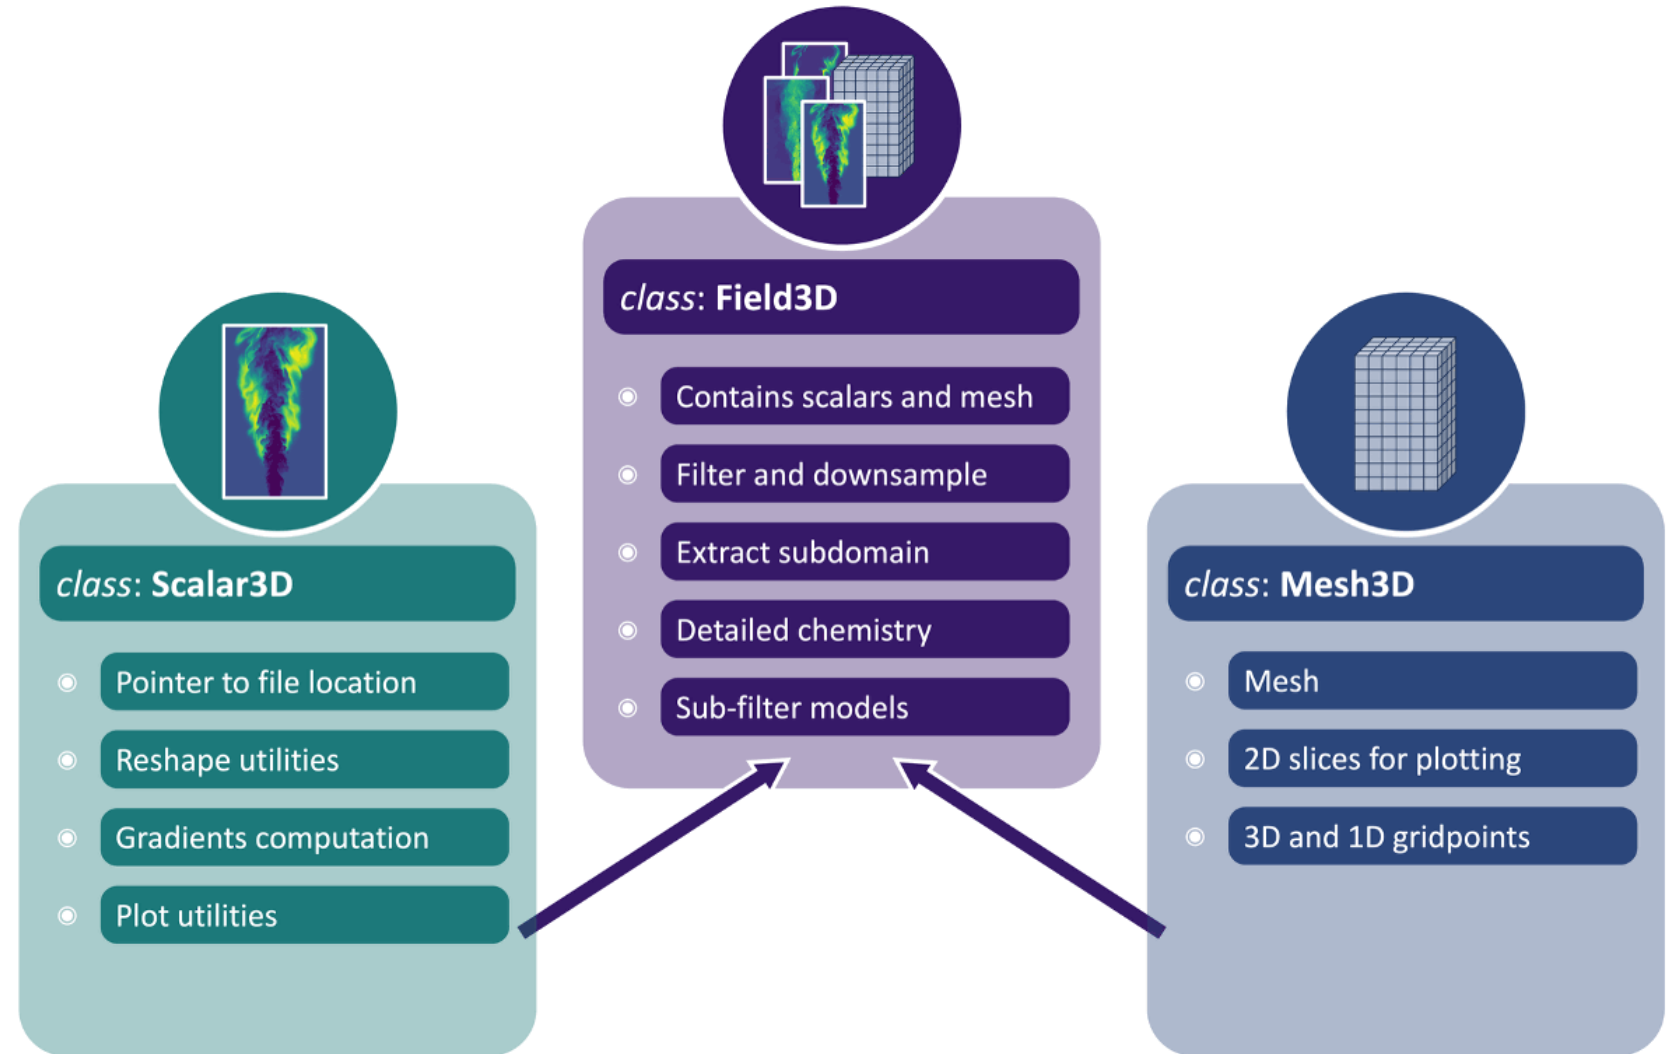 class: Field3D
Contains scalars and mesh
Filter and downsample
Extract subdomain
Detailed chemistry
Sub-filter models
class: Scalar3D
Pointer to file location
Reshape utilities
Gradients computation
Plot utilities
class: Mesh3D
Mesh
2D slices for plotting
3D and 1D gridpoints